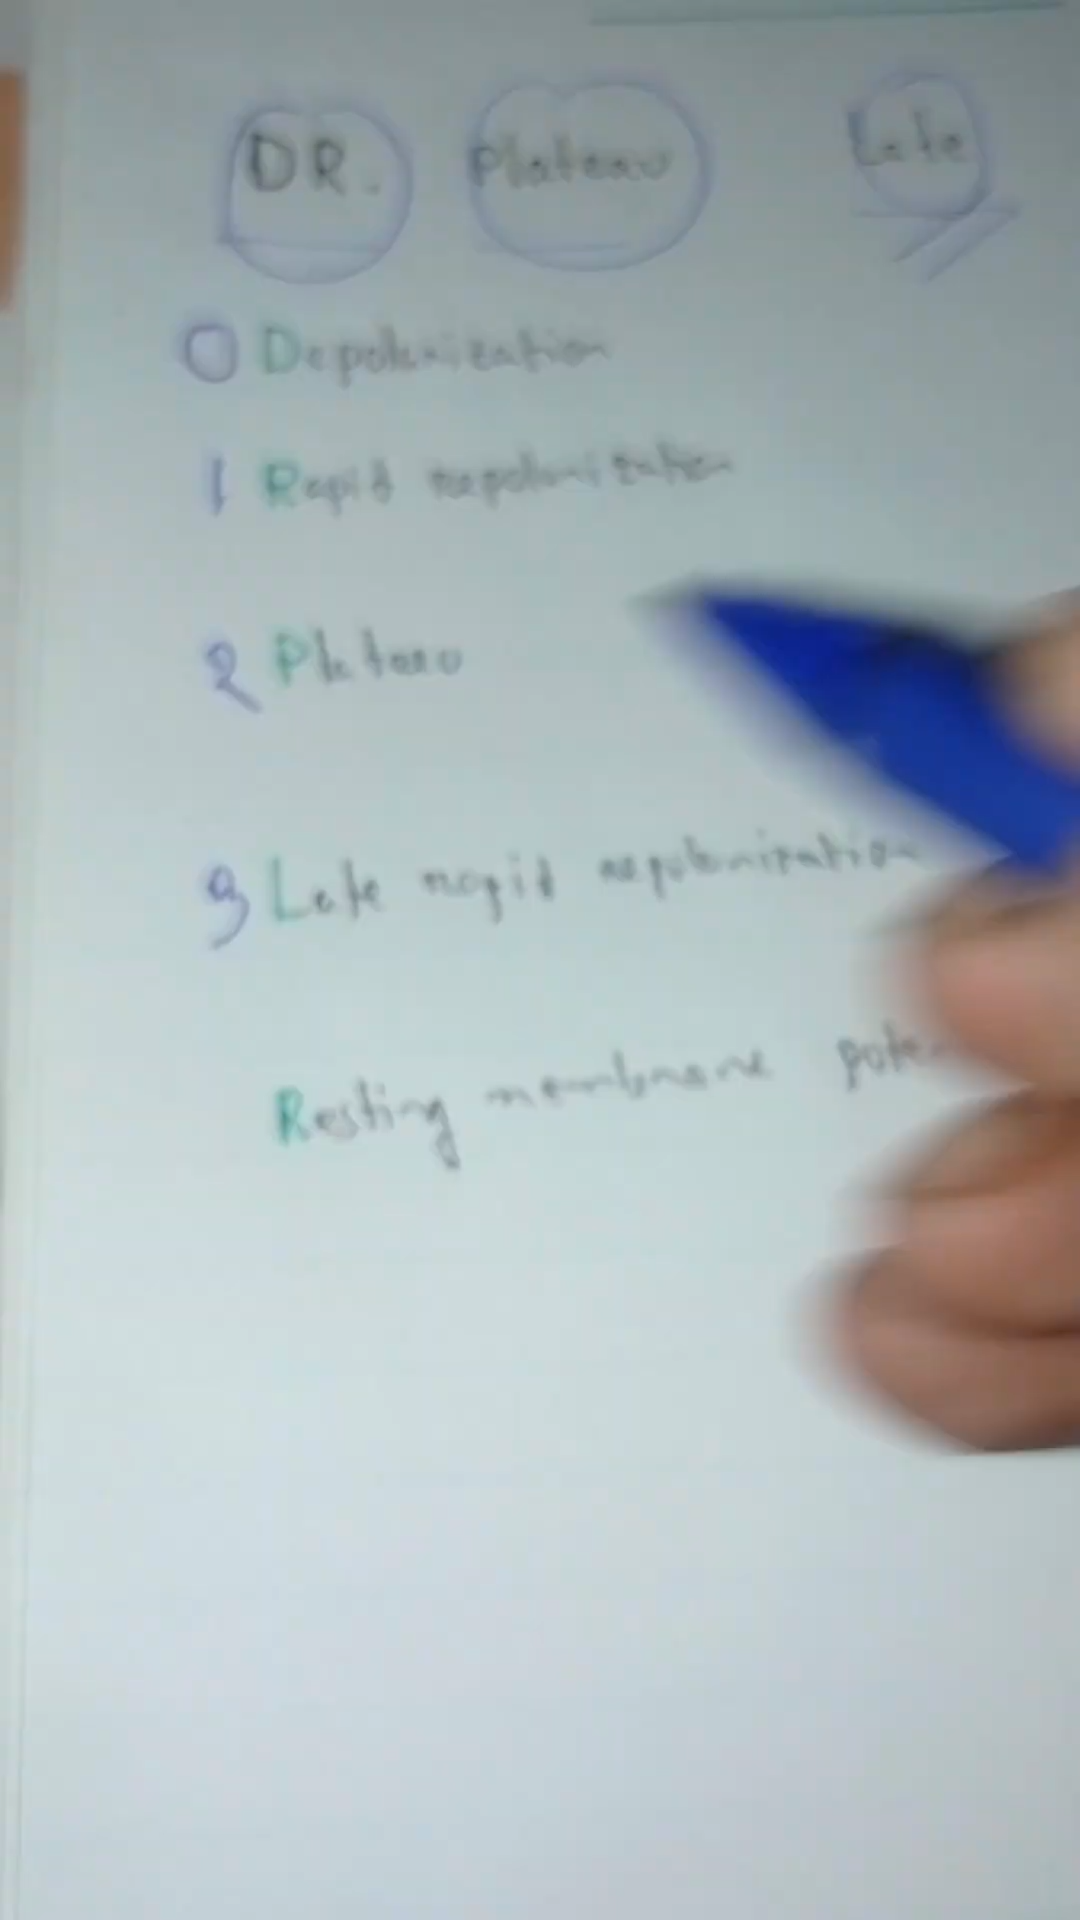 DR. Plateau Late
0 Depolarization
1 Rapid repolarization
2 Plateau
3 Late rapid repolarization
Resting membrane